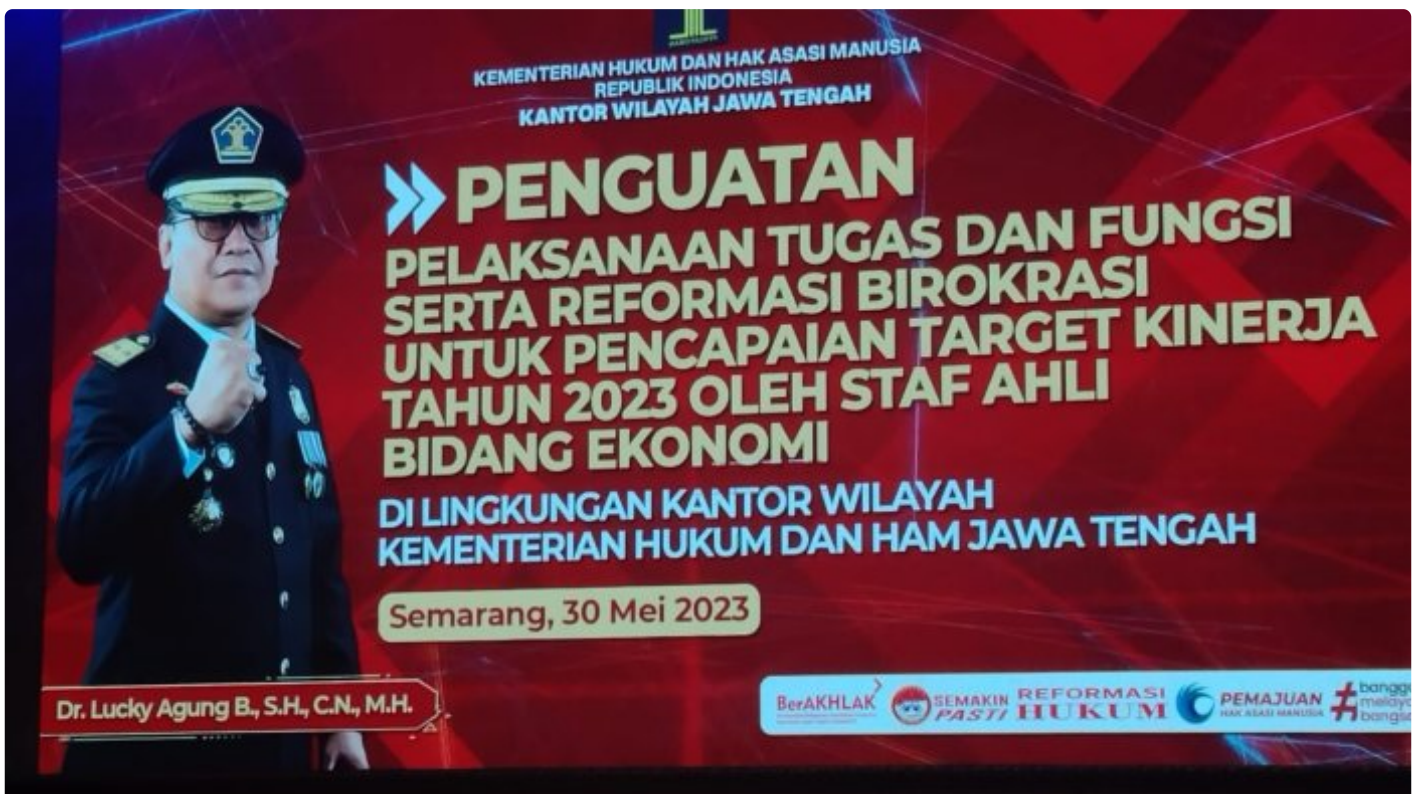 KEMENTERIAN HUKUM DAN HAK ASASI MANUSIA
REPUBLIK INDONESIA
KANTOR WILAYAH JAWA TENGAH
PENGUATAN
PELAKSANAAN TUGAS DAN FUNGSI
SERTA REFORMASI BIROKRASI
UNTUK PENCAPAIAN TARGET KINERJA
TAHUN 2023 OLEH STAF AHLI
BIDANG EKONOMI
DI LINGKUNGAN KANTOR WILAYAH
KEMENTERIAN HUKUM DAN HAM JAWA TENGAH
Semarang, 30 Mei 2023
Dr. Lucky Agung B., S.H., C.N., M.H.
BerAKHLAK
SEMAKIN
PASTI
REFORMASI
HUKUM
PEMAJUAN
HAK ASASI MANUSIA
#